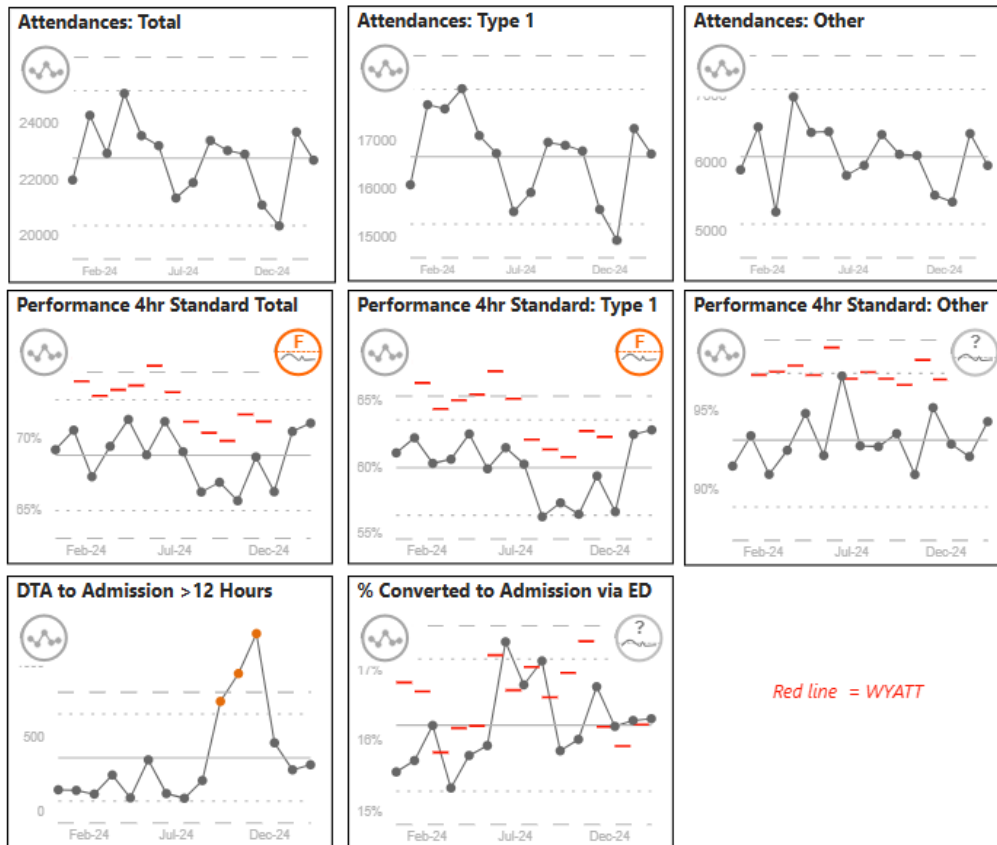 Attendances: Total
24000
22000
20000
Feb-24 Jul-24 Dec-24
Attendances: Type 1
17000
16000
15000
Feb-24 Jul-24 Dec-24
Attendances: Other
7000
6000
5000
Feb-24 Jul-24 Dec-24
Performance 4hr Standard Total
F
70%
65%
Feb-24 Jul-24 Dec-24
Performance 4hr Standard: Type 1
F
65%
60%
55%
Feb-24 Jul-24 Dec-24
Performance 4hr Standard: Other
?
95%
90%
Feb-24 Jul-24 Dec-24
DTA to Admission >12 Hours
500
0
Feb-24 Jul-24 Dec-24
% Converted to Admission via ED
?
17%
16%
15%
Feb-24 Jul-24 Dec-24
Red line = WYATT